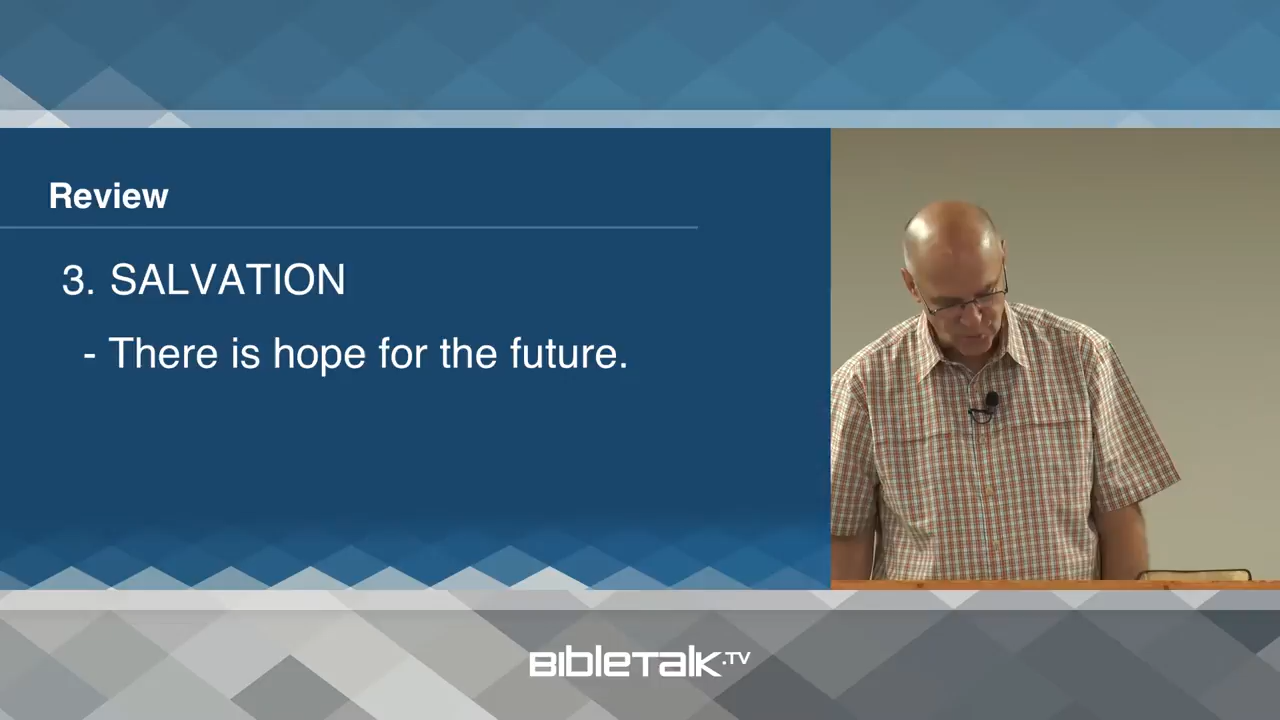 Review
3. SALVATION
- There is hope for the future.
BIBLETALK.TV